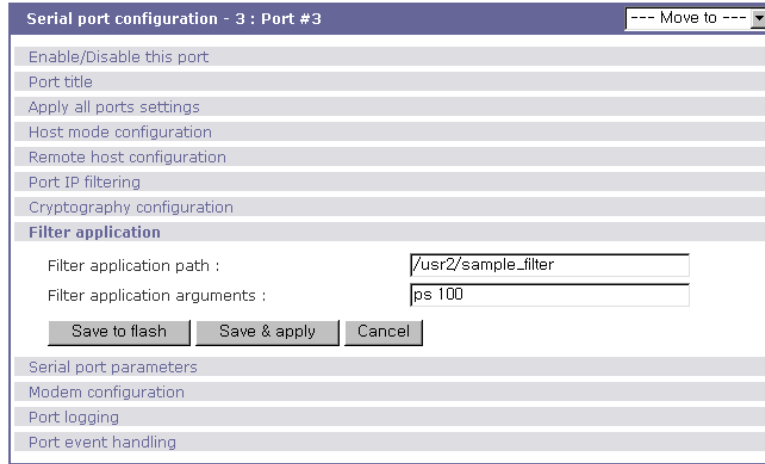 Serial port configuration - 3 : Port #3 --- Move to ---
Enable/Disable this port
Port title
Apply all ports settings
Host mode configuration
Remote host configuration
Port IP filtering
Cryptography configuration
Filter application
Filter application path : /usr2/sample_filter
Filter application arguments : ps 100
Save to flash Save & apply Cancel
Serial port parameters
Modem configuration
Port logging
Port event handling